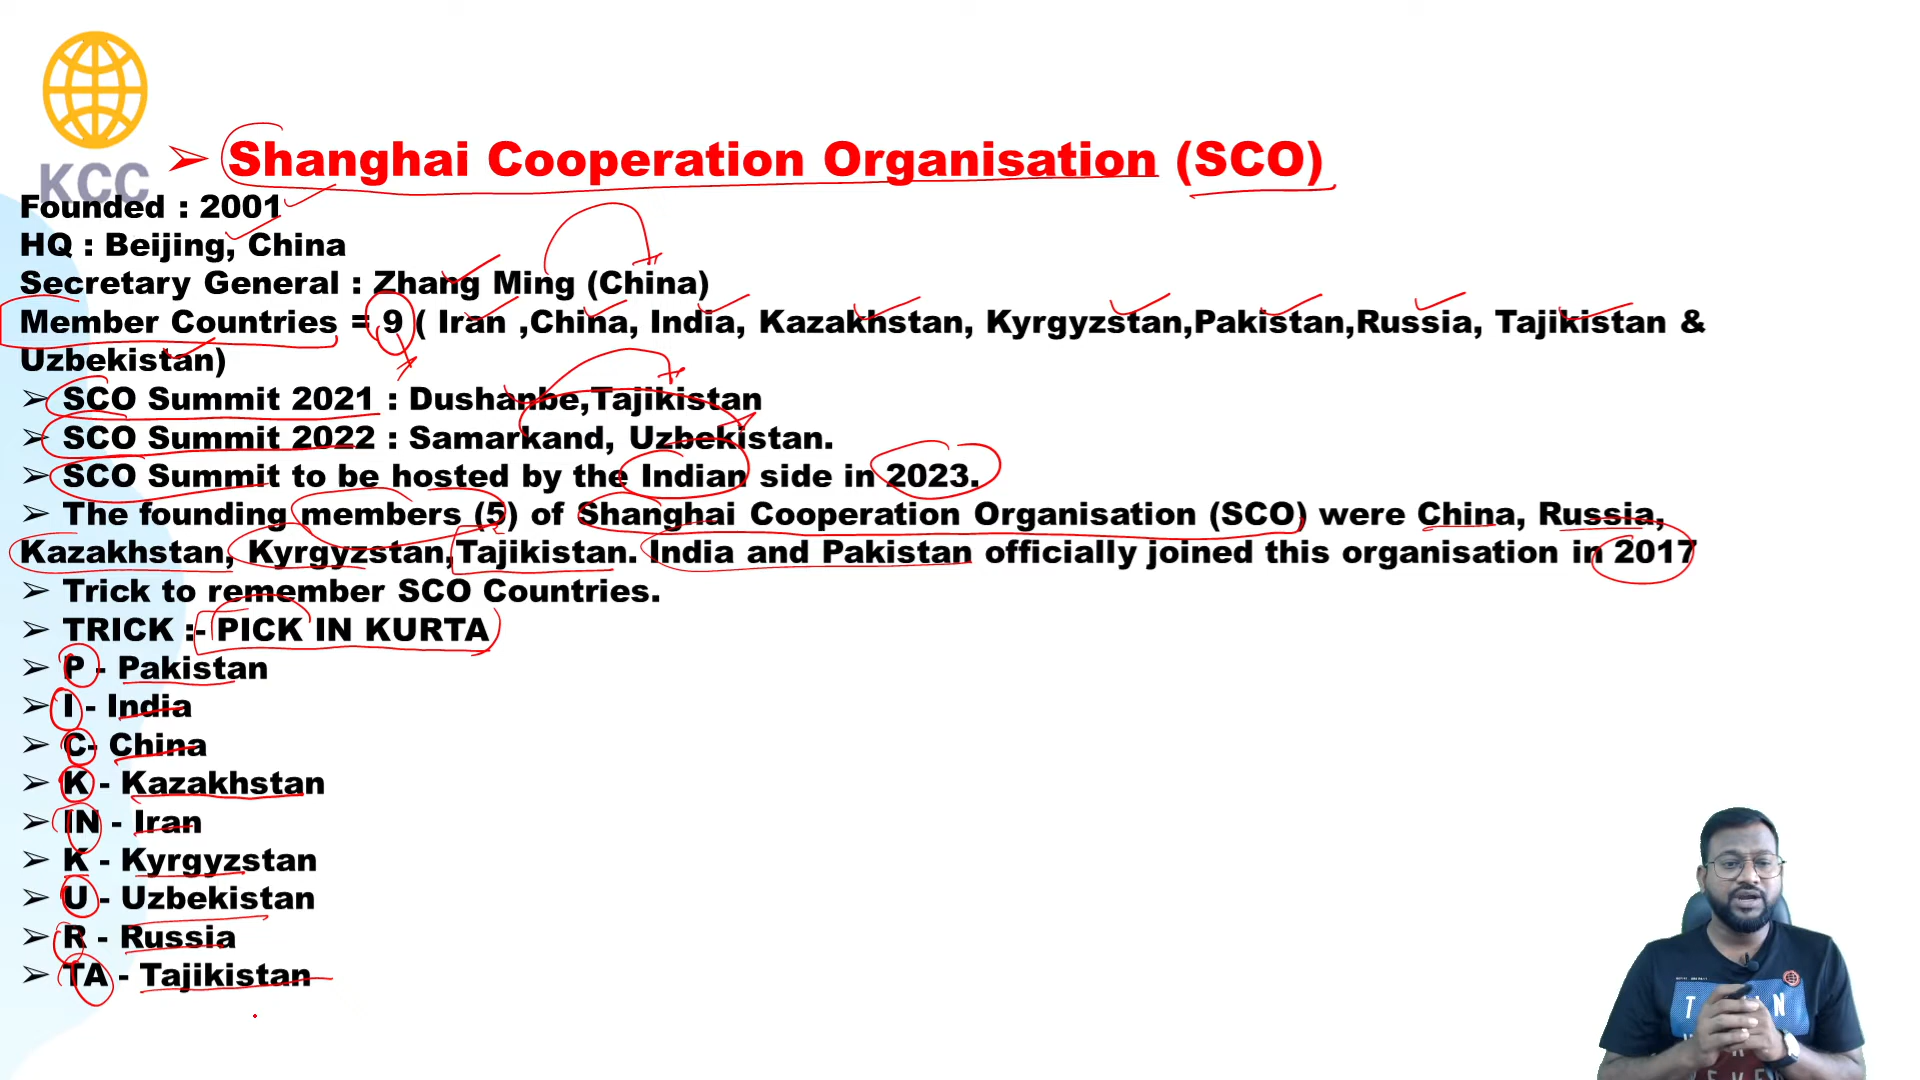 KCC
➢ Shanghai Cooperation Organisation (SCO)
Founded : 2001
HQ : Beijing, China
Secretary General : Zhang Ming (China)
Member Countries = 9 ( Iran ,China, India, Kazakhstan, Kyrgyzstan,Pakistan,Russia, Tajikistan &
Uzbekistan)
➢ SCO Summit 2021 : Dushanbe,Tajikistan
➢ SCO Summit 2022 : Samarkand, Uzbekistan.
➢ SCO Summit to be hosted by the Indian side in 2023.
➢ The founding members (5) of Shanghai Cooperation Organisation (SCO) were China, Russia,
Kazakhstan, Kyrgyzstan,Tajikistan. India and Pakistan officially joined this organisation in 2017
➢ Trick to remember SCO Countries.
➢ TRICK :- PICK IN KURTA
➢ P - Pakistan
➢ I - India
➢ C- China
➢ K - Kazakhstan
➢ IN - Iran
➢ K - Kyrgyzstan
➢ U - Uzbekistan
➢ R - Russia
➢ TA - Tajikistan